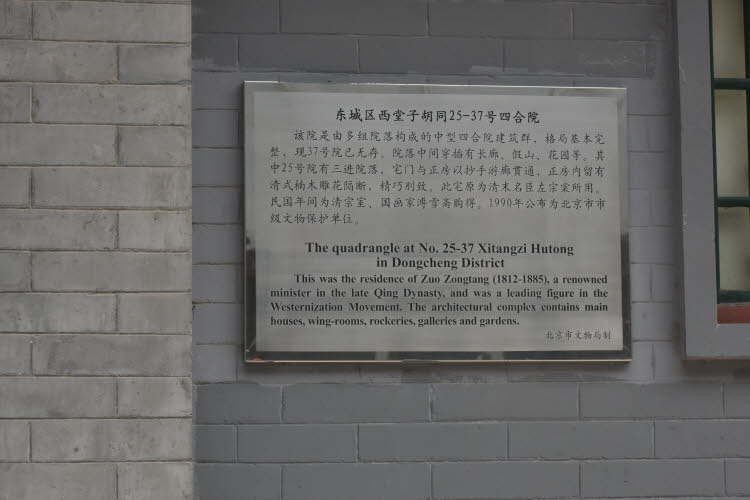 东城区西堂子胡同25-37号四合院
该院是由多组院落构成的中型四合院建筑群，格局基本完
整，现37号院已无存。院落中间穿插有长廊、假山、花园等。其
中25号院有三进院落，宅门与正房以抄手游廊贯通，正房内留有
清式楠木雕花隔断，精巧别致。此宅原为清末名臣左宗棠所用。
民国年间为清宗室、国画家溥雪斋购得。1990年公布为北京市市
级文物保护单位。
The quadrangle at No. 25-37 Xitangzi Hutong
in Dongcheng District
This was the residence of Zuo Zongtang (1812-1885), a renowned
minister in the late Qing Dynasty, and was a leading figure in the
Westernization Movement. The architectural complex contains main
houses, wing-rooms, rockeries, galleries and gardens.
北京市文物局制